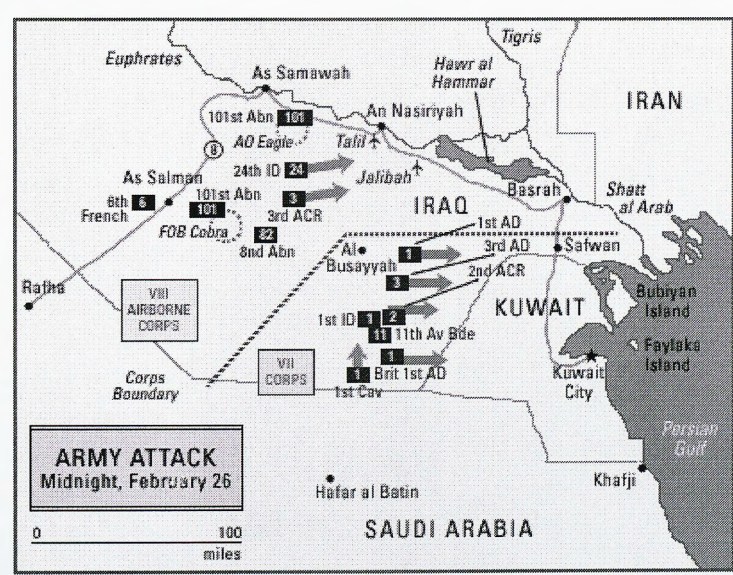 Tigris
Euphrates
Hawr al
Hammar
As Samawah
IRAN
101st Abn
101
An Nasiriyah
AO Eagle
Talil
8
24th ID
24
Jalibah
As Salman
101st Abn
Basrah
Shatt
al Arab
6th
French
6
101
3
3rd ACR
IRAQ
FOB Cobra
82
8nd Abn
1st AD
Al
Busayyah
1
3rd AD
Safwan
Rafha
3
2nd ACR
VIII
AIRBORNE
CORPS
KUWAIT
Bubiyan
Island
1st ID
1
2
11
11th Av Bde
Faylaka
Island
VII
CORPS
1
Brit 1st AD
Corps
Boundary
1
1st Cav
Kuwait
City
ARMY ATTACK
Midnight, February 26
Persian
Gulf
Khafji
Hafar al Batin
0
100
miles
SAUDI ARABIA